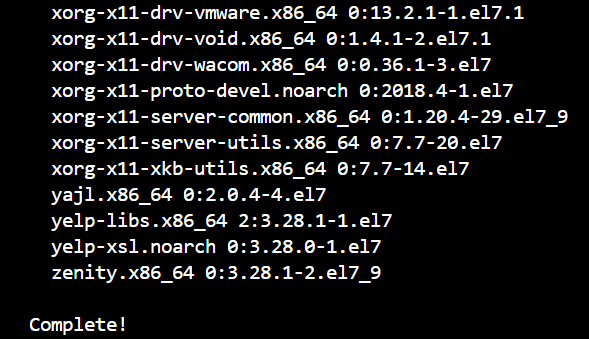 xorg-x11-drv-vmware.x86_64 0:13.2.1-1.el7.1
xorg-x11-drv-void.x86_64 0:1.4.1-2.el7.1
xorg-x11-drv-wacom.x86_64 0:0.36.1-3.el7
xorg-x11-proto-devel.noarch 0:2018.4-1.el7
xorg-x11-server-common.x86_64 0:1.20.4-29.el7_9
xorg-x11-server-utils.x86_64 0:7.7-20.el7
xorg-x11-xkb-utils.x86_64 0:7.7-14.el7
yajl.x86_64 0:2.0.4-4.el7
yelp-libs.x86_64 2:3.28.1-1.el7
yelp-xsl.noarch 0:3.28.0-1.el7
zenity.x86_64 0:3.28.1-2.el7_9
Complete!